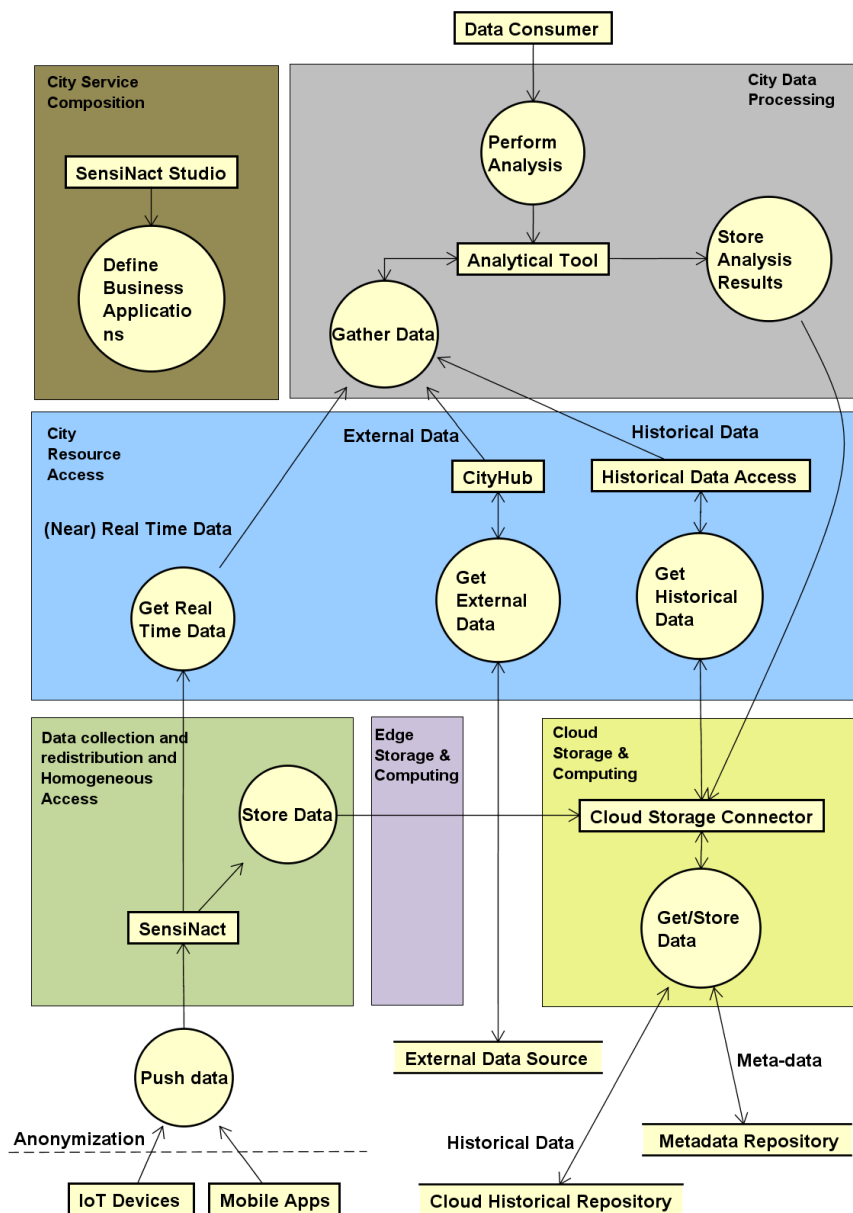 Data Consumer
City Service
Composition
City Data
Processing
Perform
Analysis
SensiNact Studio
Store
Analysis
Results
Analytical Tool
Define
Business
Applicatio
ns
Gather Data
City
Resource
Access
External Data
Historical Data
CityHub
Historical Data Access
(Near) Real Time Data
Get
External
Data
Get
Historical
Data
Get Real
Time Data
Data collection and
redistribution and
Homogeneous
Access
Edge
Storage &
Computing
Cloud
Storage &
Computing
Store Data
Cloud Storage Connector
SensiNact
Get/Store
Data
External Data Source
Meta-data
Push data
Anonymization
Historical Data
Metadata Repository
IoT Devices
Mobile Apps
Cloud Historical Repository